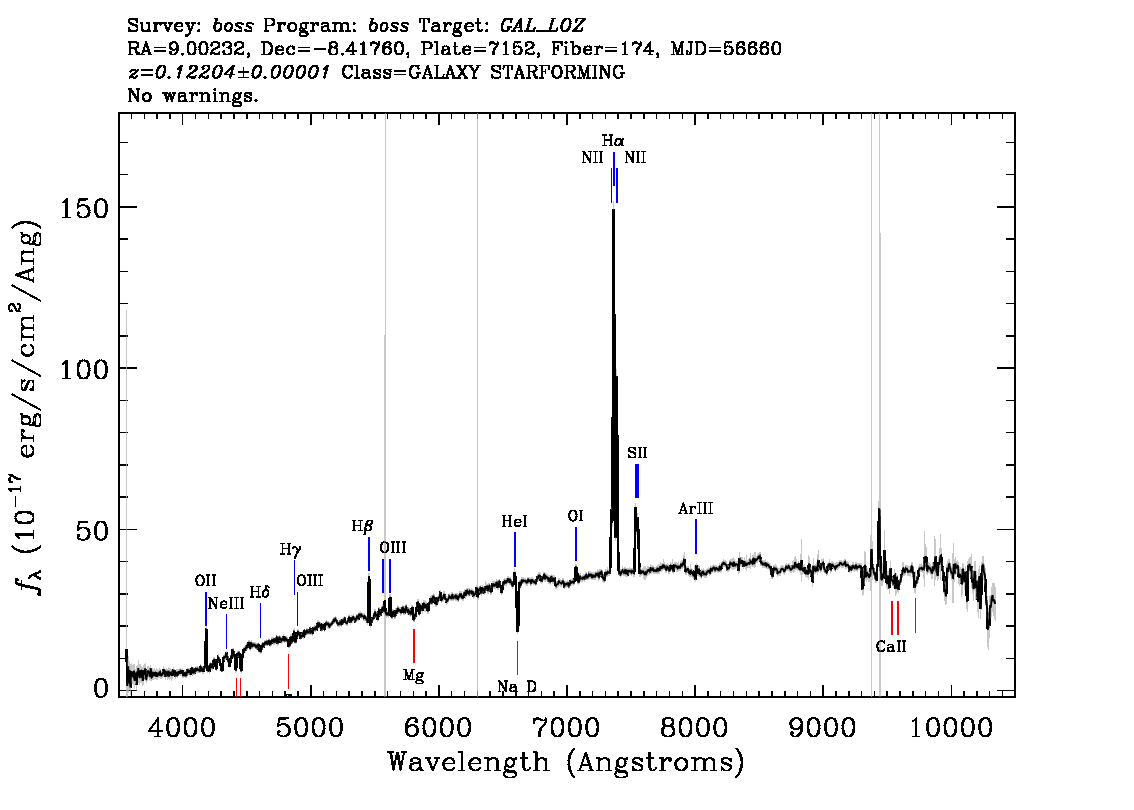 Survey: boss Program: boss Target: GAL_LOZ
RA=9.00232, Dec=−8.41760, Plate=7152, Fiber=174, MJD=56660
z=0.12204±0.00001 Class=GALAXY STARFORMING
No warnings.
Hα
NII NII
150
f_λ (10^−17 erg/s/cm^2/Ang)
100
SII
ArIII
OI
HeI
50
Hβ
OIII
Hγ
OII
OIII
Hδ
NeIII
CaII
Mg
Na D
0
4000 5000 6000 7000 8000 9000 10000
Wavelength (Angstroms)